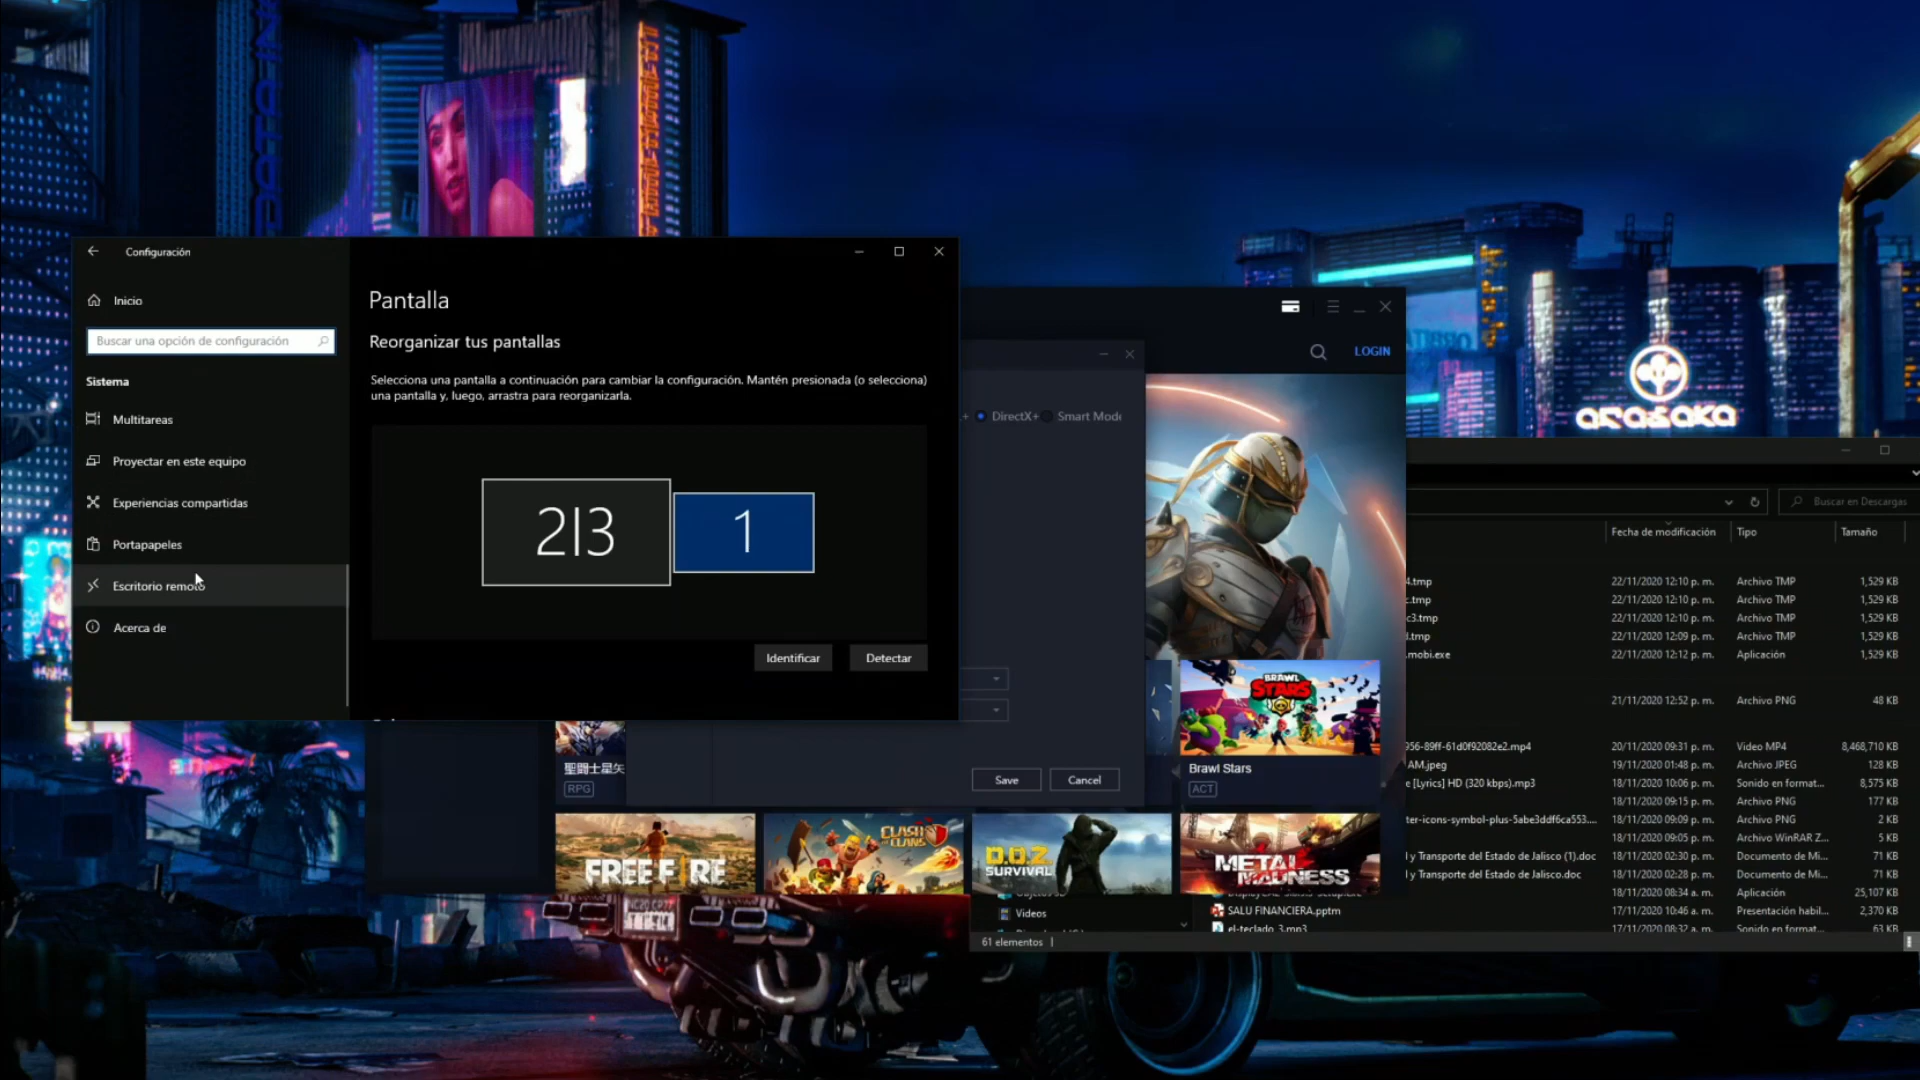 Configuración
Inicio
Buscar una opción de configuración
Sistema
Multitareas
Proyectar en este equipo
Experiencias compartidas
Portapapeles
Escritorio remoto
Acerca de
Pantalla
Reorganizar tus pantallas
Selecciona una pantalla a continuación para cambiar la configuración. Mantén presionada (o selecciona)
una pantalla y, luego, arrastra para reorganizarla.
2|3
1
Identificar
Detectar
LOGIN
DirectX+
Smart Mode
Save
Cancel
聖闘士星矢
RPG
BRAWL STARS
Brawl Stars
ACT
FREE FIRE
CLASH OF CLANS
D.O.Z.
SURVIVAL
METAL MADNESS
arasaka
Buscar en Descargas
Fecha de modificación Tipo Tamaño
4.tmp 22/11/2020 12:10 p. m. Archivo TMP 1,529 KB
c.tmp 22/11/2020 12:10 p. m. Archivo TMP 1,529 KB
c3.tmp 22/11/2020 12:10 p. m. Archivo TMP 1,529 KB
.tmp 22/11/2020 12:09 p. m. Archivo TMP 1,529 KB
.mobi.exe 22/11/2020 12:12 p. m. Aplicación 1,529 KB
21/11/2020 12:52 p. m. Archivo PNG 48 KB
956-89ff-61d0f92082e2.mp4 20/11/2020 09:31 p. m. Video MP4 8,468,710 KB
AM.jpeg 19/11/2020 01:48 p. m. Archivo JPEG 128 KB
e [Lyrics] HD (320 kbps).mp3 18/11/2020 10:06 p. m. Sonido en format... 8,575 KB
18/11/2020 09:15 p. m. Archivo PNG 177 KB
ter-icons-symbol-plus-5abe3ddf6ca553.... 18/11/2020 09:09 p. m. Archivo PNG 2 KB
18/11/2020 09:05 p. m. Archivo WinRAR Z... 5 KB
l y Transporte del Estado de Jalisco (1).doc 18/11/2020 02:30 p. m. Documento de Mi... 71 KB
l y Transporte del Estado de Jalisco.doc 18/11/2020 02:28 p. m. Documento de Mi... 71 KB
18/11/2020 08:34 a. m. Aplicación 25,107 KB
SALU FINANCIERA.pptm 17/11/2020 10:46 a. m. Presentación habil... 2,370 KB
el-teclado_3.mp3 17/11/2020 08:32 a. m. Sonido en format... 63 KB
Videos
61 elementos